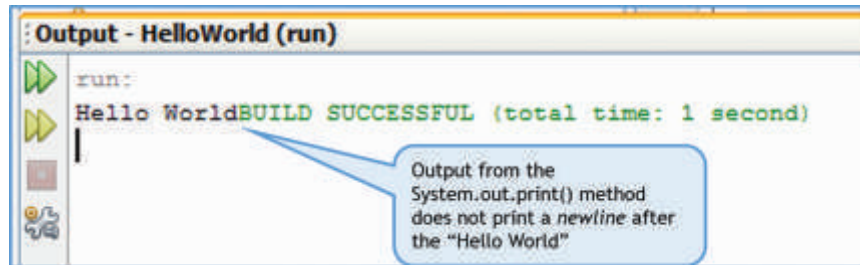 Output - HelloWorld (run)
run:
Hello WorldBUILD SUCCESSFUL (total time: 1 second)
Output from the
System.out.print() method
does not print a newline after
the “Hello World”